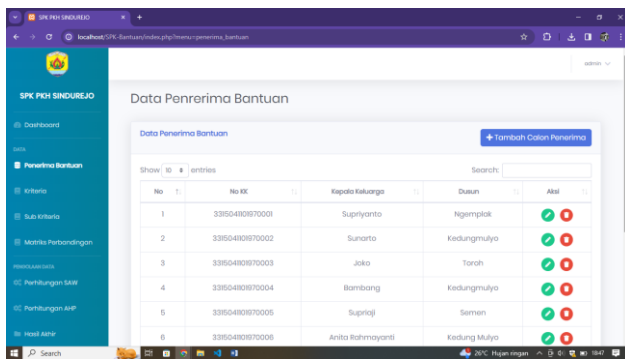 SPK PKH SINDUREJO
localhost/SPK-Bantuan/index.php?menu=penerima_bantuan
admin
SPK PKH SINDUREJO
Dashboard
DATA
Penerima Bantuan
Kriteria
Sub Kriteria
Matriks Perbandingan
PENGOLAHAN DATA
Perhitungan SAW
Perhitungan AHP
Hasil Akhir
Data Penrerima Bantuan
Data Penerima Bantuan
+ Tambah Calon Penerima
Show 10 entries
Search:
No No KK Kepala Keluarga Dusun Aksi
1 3315041101970001 Supriyanto Ngemplak
2 3315041101970002 Sunarto Kedungmulyo
3 3315041101970003 Joko Toroh
4 3315041101970004 Bambang Kedungmulyo
5 3315041101970005 Suprioji Semen
6 3315041101970006 Anita Rahmayanti Kedung Mulyo
Search
26°C Hujan ringan
1847